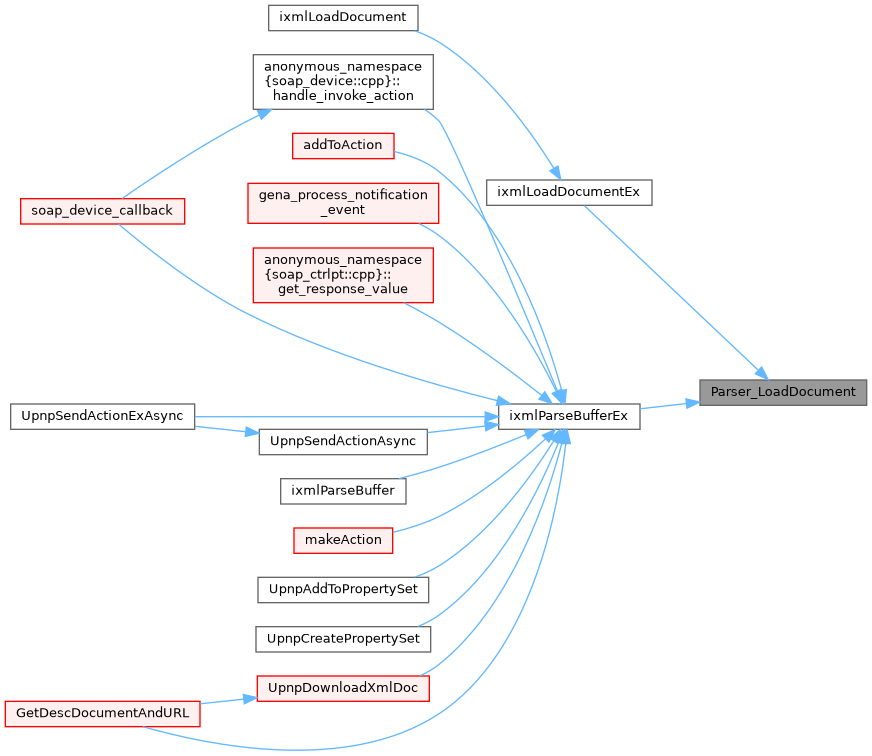 ixmlLoadDocument
anonymous_namespace
{soap_device::cpp}::
handle_invoke_action
addToAction
ixmlLoadDocumentEx
gena_process_notification
_event
soap_device_callback
anonymous_namespace
{soap_ctrlpt::cpp}::
get_response_value
Parser_LoadDocument
UpnpSendActionExAsync
ixmlParseBufferEx
UpnpSendActionAsync
ixmlParseBuffer
makeAction
UpnpAddToPropertySet
UpnpCreatePropertySet
UpnpDownloadXmlDoc
GetDescDocumentAndURL